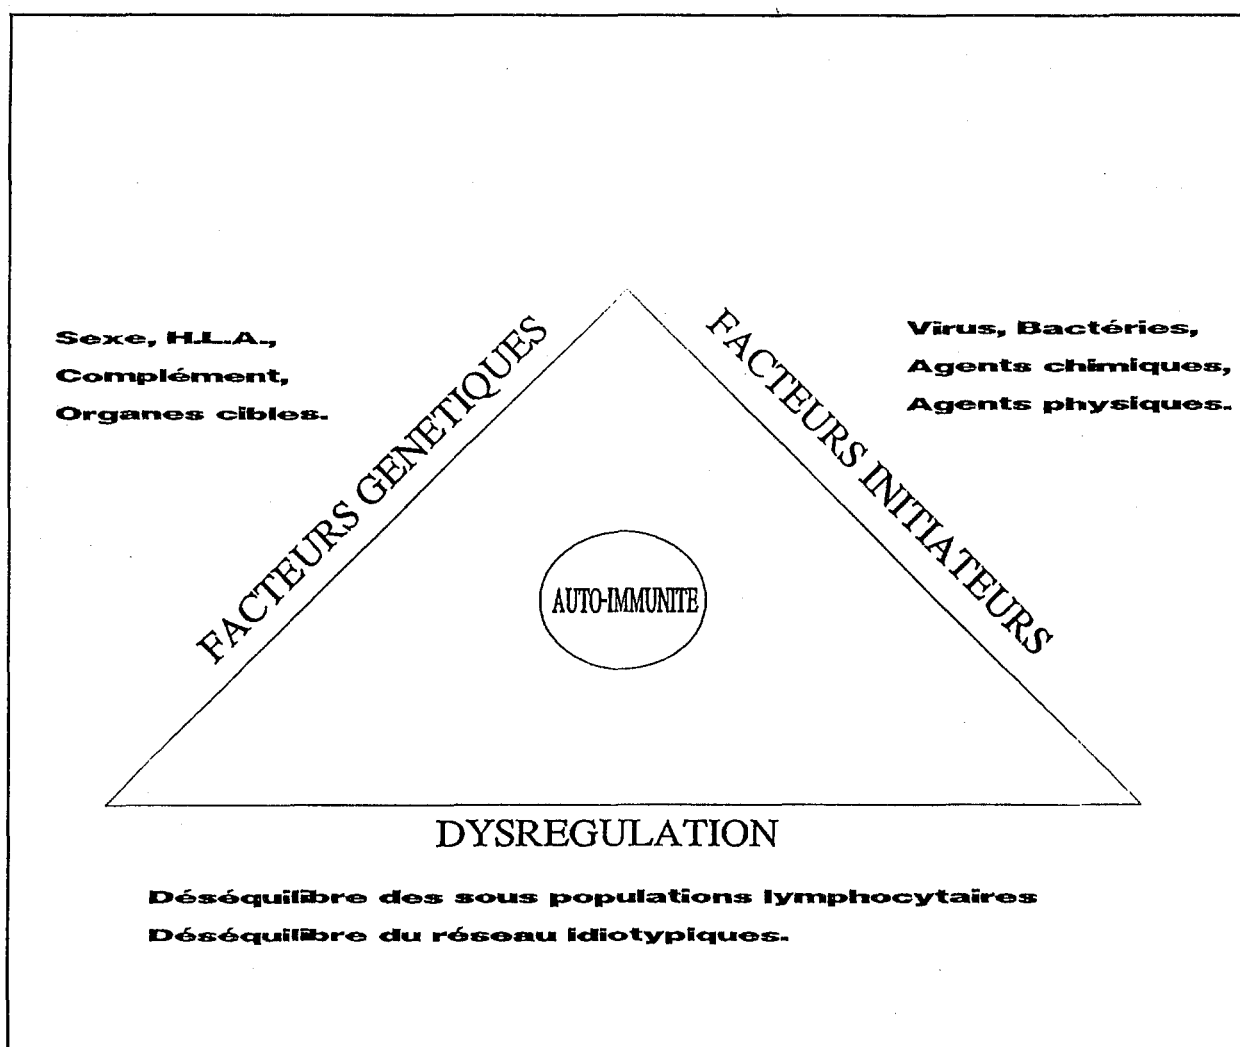 Sexe, H.L.A.,
Complément,
Organes cibles.
FACTEURS GENETIQUES
FACTEURS INITIATEURS
Virus, Bactéries,
Agents chimiques,
Agents physiques.
AUTO-IMMUNITE
DYSREGULATION
Déséquilibre des sous populations lymphocytaires
Déséquilibre du réseau idiotypiques.